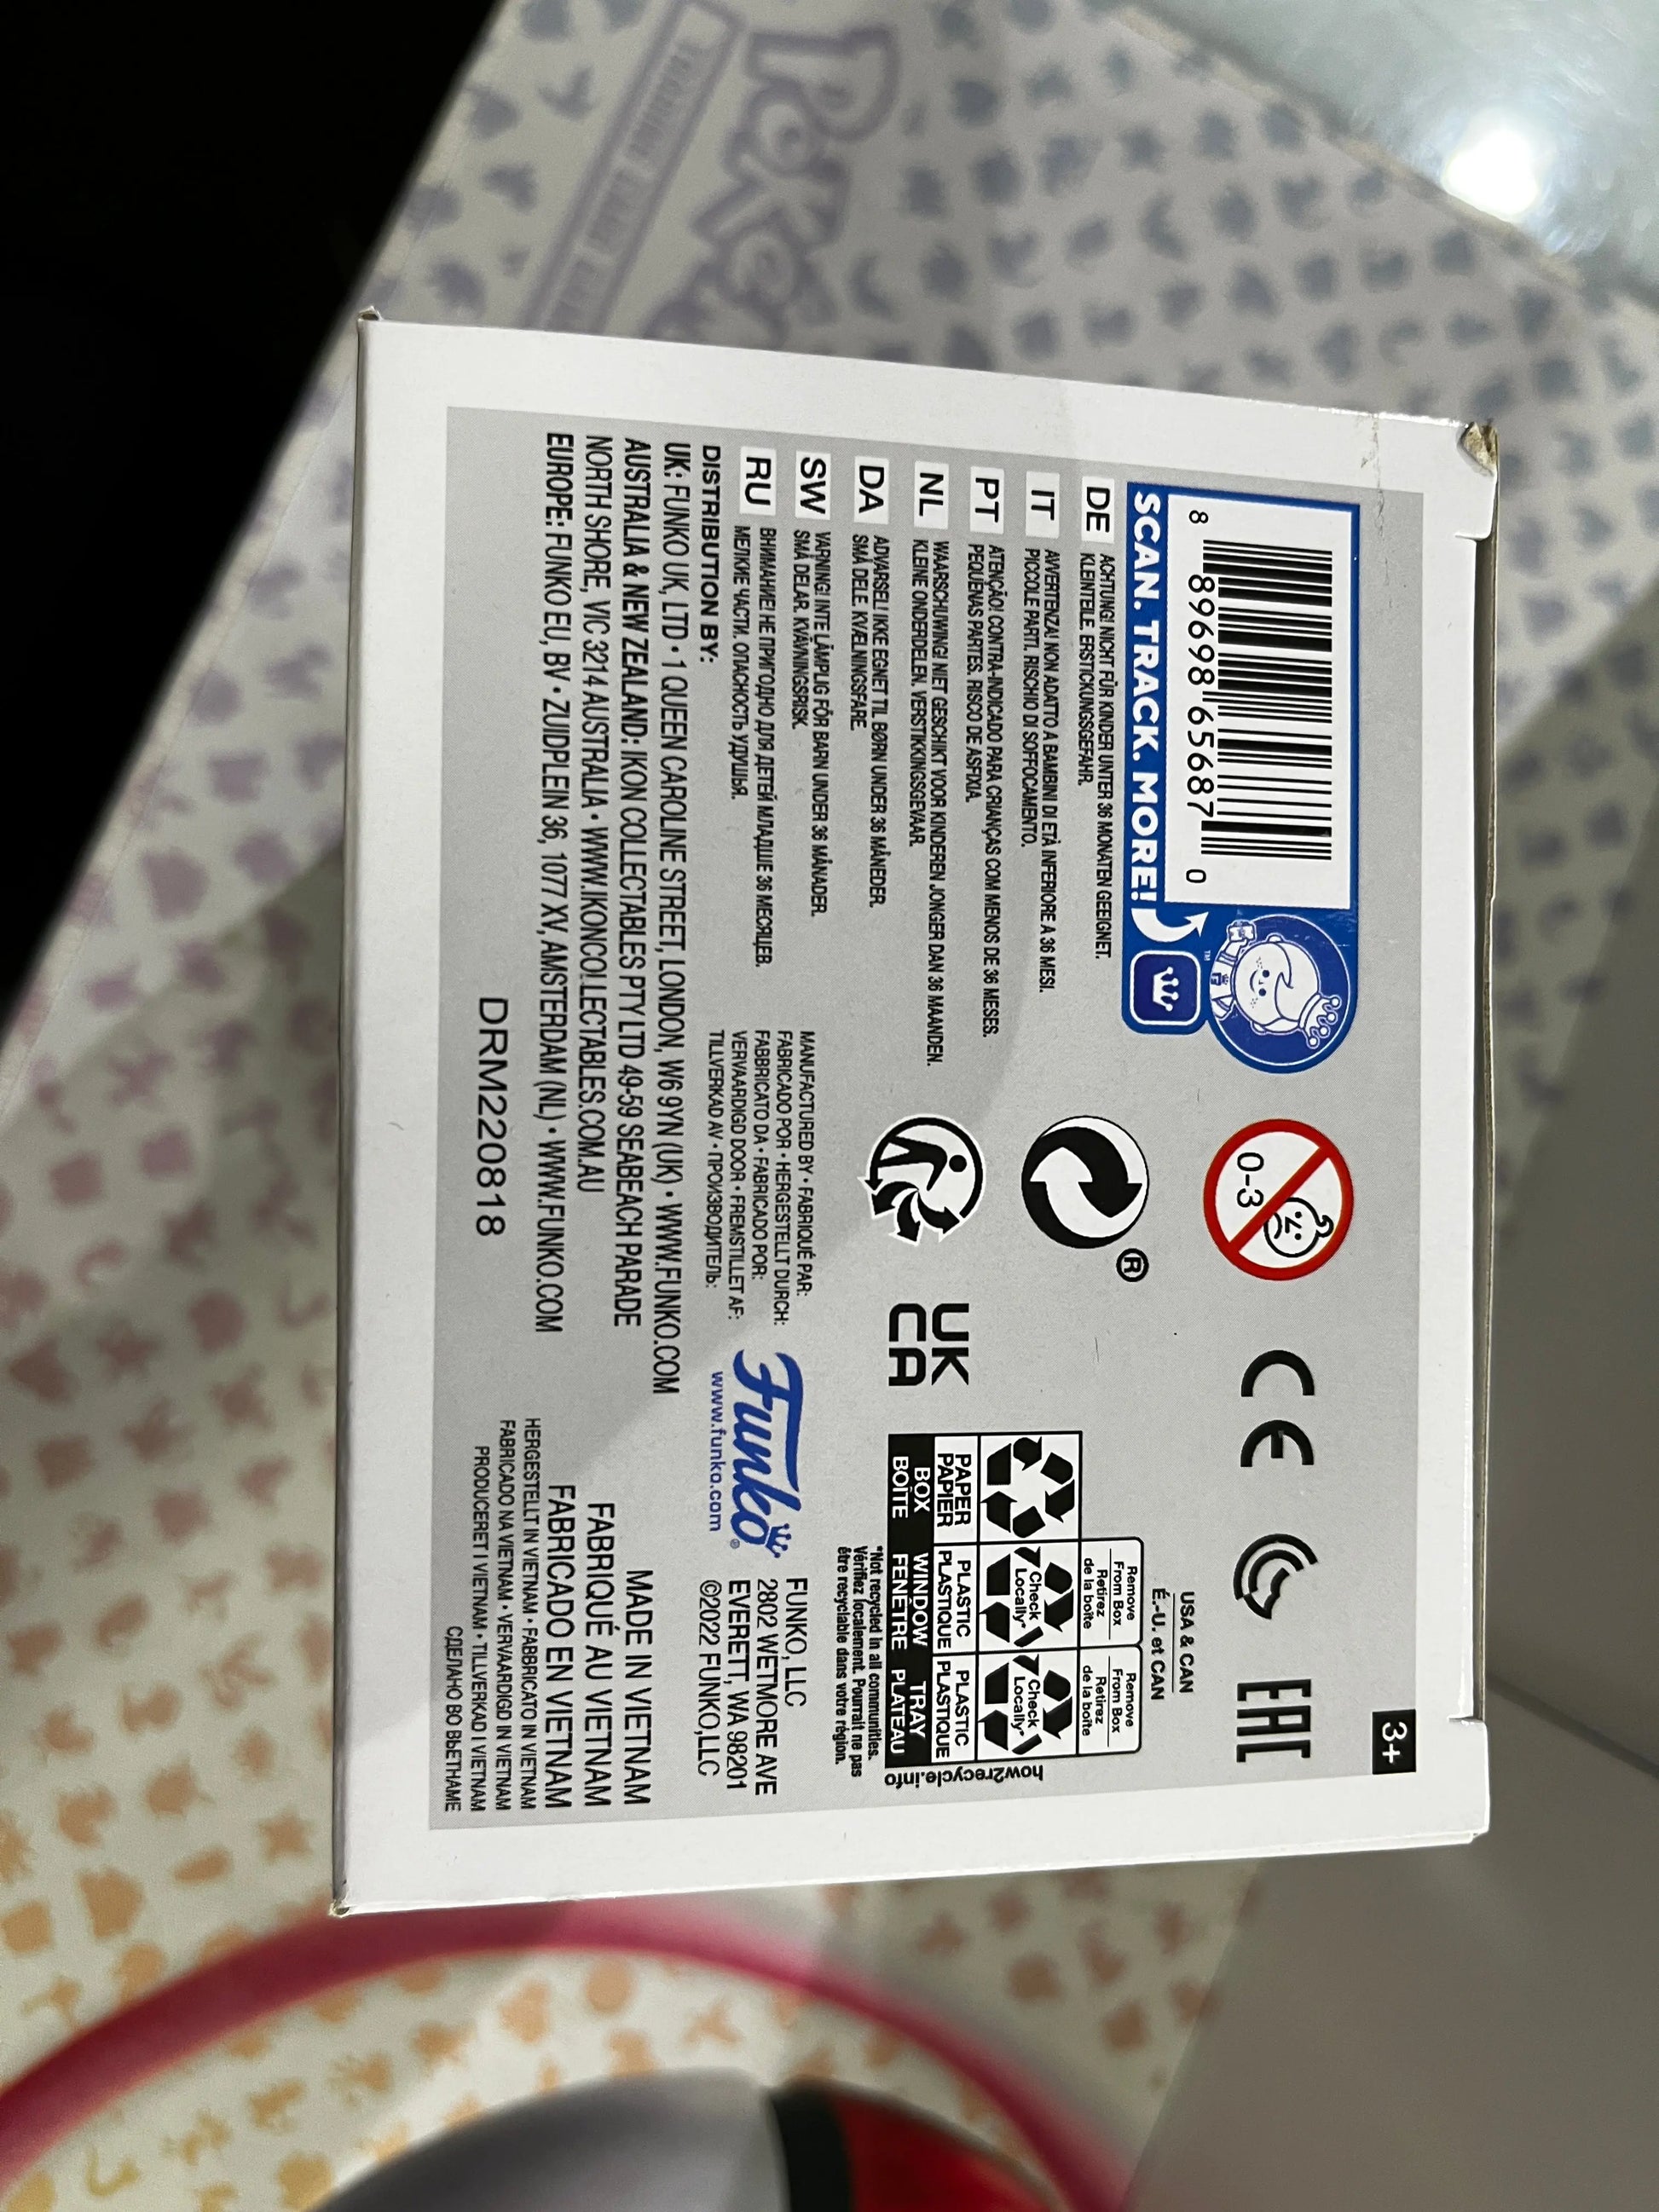 3+
8 89698 65687 0
SCAN. TRACK. MORE!
™
0-3
CE
EAC
DE ACHTUNG! NICHT FÜR KINDER UNTER 36 MONATEN GEEIGNET.
KLEINTEILE. ERSTICKUNGSGEFAHR.
IT AVVERTENZA! NON ADATTO A BAMBINI DI ETÀ INFERIORE A 36 MESI.
PICCOLE PARTI. RISCHIO DI SOFFOCAMENTO.
PT ATENÇÃO! CONTRA-INDICADO PARA CRIANÇAS COM MENOS DE 36 MESES.
PEQUENAS PARTES. RISCO DE ASFIXIA.
NL WAARSCHUWING! NIET GESCHIKT VOOR KINDEREN JONGER DAN 36 MAANDEN.
KLEINE ONDERDELEN. VERSTIKKINGSGEVAAR.
DA ADVARSEL! IKKE EGNET TIL BØRN UNDER 36 MÅNEDER.
SMÅ DELE. KVÆLNINGSFARE.
SW VARNING! INTE LÄMPLIG FÖR BARN UNDER 36 MÅNADER.
SMÅ DELAR. KVÄVNINGSRISK.
RU ВНИМАНИЕ! НЕ ПРИГОДНО ДЛЯ ДЕТЕЙ МЛАДШЕ 36 МЕСЯЦЕВ.
МЕЛКИЕ ЧАСТИ. ОПАСНОСТЬ УДУШЬЯ.
®
UK
CA
USA & CAN
É.-U. et CAN
Remove From Box
Retirez de la boîte
Remove From Box
Retirez de la boîte
Check Locally*
Check Locally*
PAPER PLASTIC PLASTIC
PAPIER PLASTIQUE PLASTIQUE
BOX WINDOW TRAY
BOÎTE FENÊTRE PLATEAU
how2recycle.info
*Not recycled in all communities.
Vérifiez localement. Pourrait ne pas
être recyclable dans votre région.
MANUFACTURED BY • FABRIQUÉ PAR:
FABRICADO POR • HERGESTELLT DURCH:
FABBRICATO DA • FABRICADO POR:
VERVAARDIGD DOOR • FREMSTILLET AF:
TILLVERKAD AV • ПРОИЗВОДИТЕЛЬ:
Funko®
www.funko.com
FUNKO, LLC
2802 WETMORE AVE
EVERETT, WA 98201
©2022 FUNKO,LLC
DISTRIBUTION BY:
UK: FUNKO UK, LTD • 1 QUEEN CAROLINE STREET, LONDON, W6 9YN (UK) • WWW.FUNKO.COM
AUSTRALIA & NEW ZEALAND: IKON COLLECTABLES PTY LTD 49-59 SEABEACH PARADE
NORTH SHORE, VIC 3214 AUSTRALIA • WWW.IKONCOLLECTABLES.COM.AU
EUROPE: FUNKO EU, BV • ZUIDPLEIN 36, 1077 XV, AMSTERDAM (NL) • WWW.FUNKO.COM
DRM220818
MADE IN VIETNAM
FABRIQUÉ AU VIETNAM
FABRICADO EN VIETNAM
HERGESTELLT IN VIETNAM • FABBRICATO IN VIETNAM
FABRICADO NA VIETNAM • VERVAARDIGD IN VIETNAM
PRODUCERET I VIETNAM • TILLVERKAD I VIETNAM
СДЕЛАНО ВО ВЬЕТНАМЕ